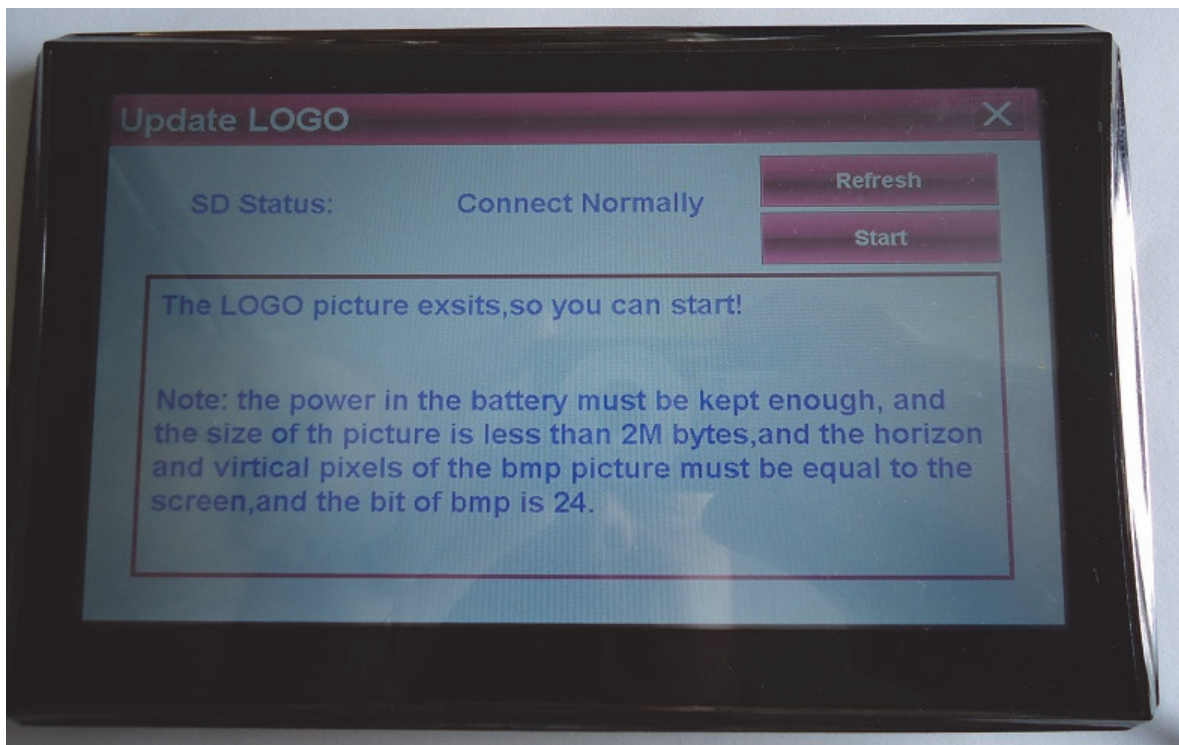 Update LOGO
X
SD Status: Connect Normally
Refresh
Start
The LOGO picture exsits,so you can start!
Note: the power in the battery must be kept enough, and
the size of th picture is less than 2M bytes,and the horizon
and virtical pixels of the bmp picture must be equal to the
screen,and the bit of bmp is 24.